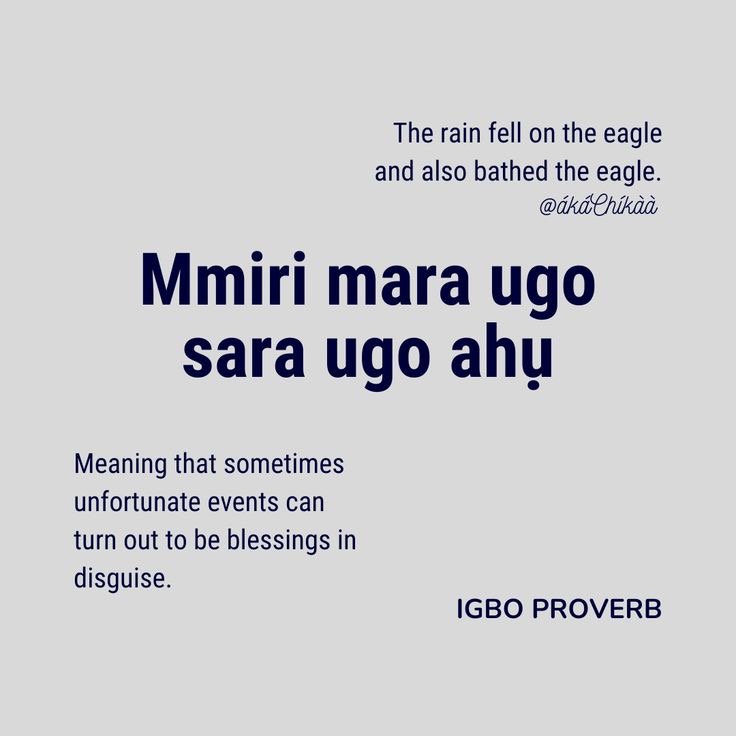 The rain fell on the eagle
and also bathed the eagle.
@ákáChíkàà
Mmiri mara ugo
sara ugo ahụ
Meaning that sometimes
unfortunate events can
turn out to be blessings in
disguise.
IGBO PROVERB